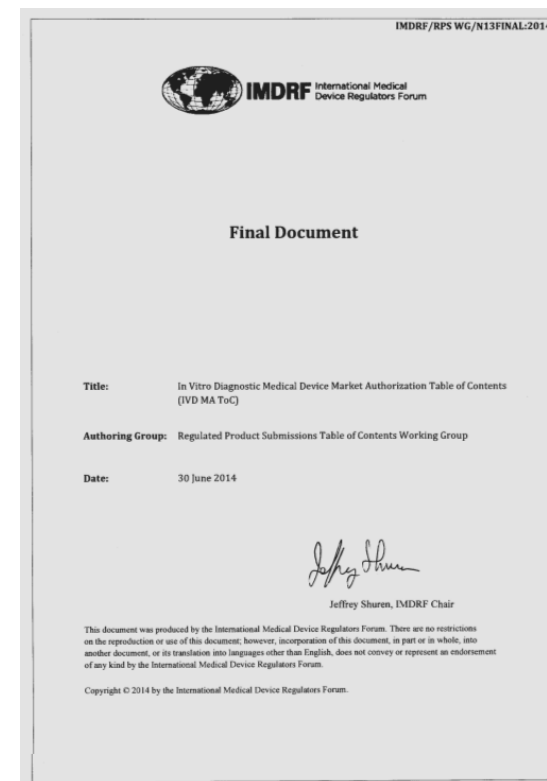 IMDRF/RPS WG/N13FINAL:2014
IMDRF International Medical
Device Regulators Forum
Final Document
Title: In Vitro Diagnostic Medical Device Market Authorization Table of Contents
(IVD MA ToC)
Authoring Group: Regulated Product Submissions Table of Contents Working Group
Date: 30 June 2014
Jeffrey Shuren
Jeffrey Shuren, IMDRF Chair
This document was produced by the International Medical Device Regulators Forum. There are no restrictions
on the reproduction or use of this document; however, incorporation of this document, in part or in whole, into
another document, or its translation into languages other than English, does not convey or represent an endorsement
of any kind by the International Medical Device Regulators Forum.
Copyright © 2014 by the International Medical Device Regulators Forum.